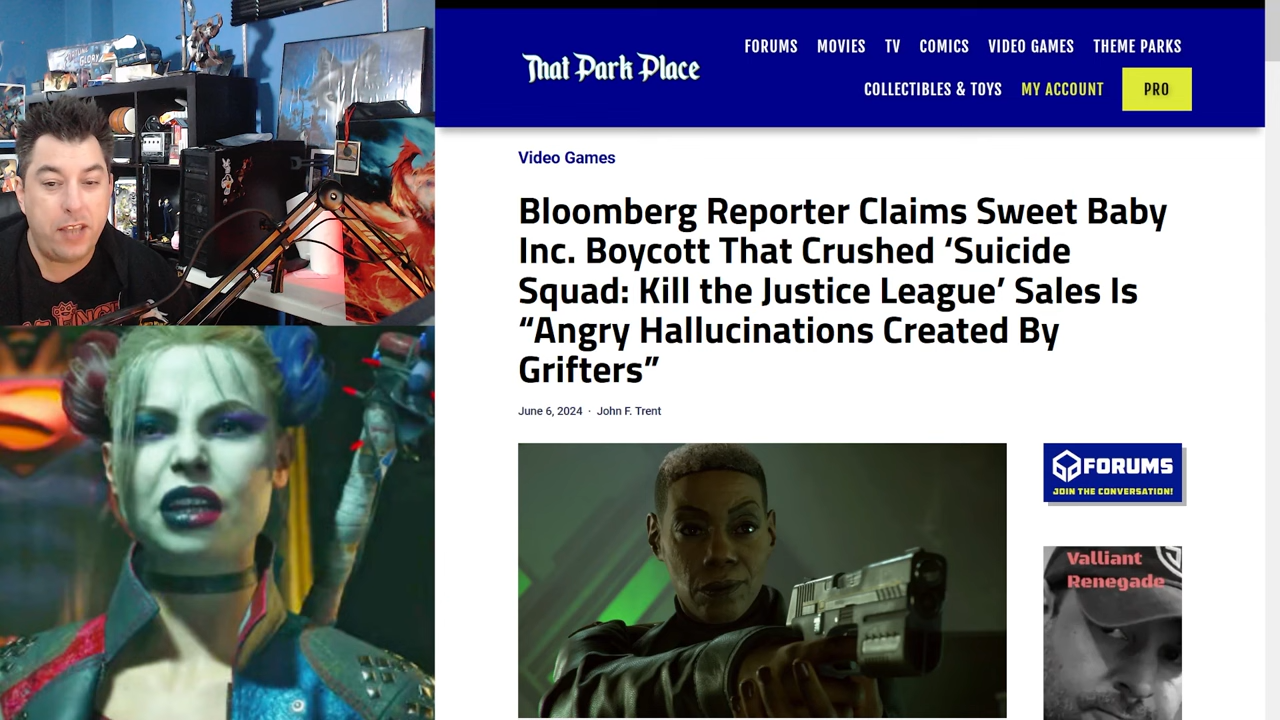 That Park Place
FORUMS MOVIES TV COMICS VIDEO GAMES THEME PARKS
COLLECTIBLES & TOYS MY ACCOUNT PRO
Video Games
Bloomberg Reporter Claims Sweet Baby
Inc. Boycott That Crushed ‘Suicide
Squad: Kill the Justice League’ Sales Is
“Angry Hallucinations Created By
Grifters”
June 6, 2024 · John F. Trent
FORUMS
JOIN THE CONVERSATION!
Valliant
Renegade